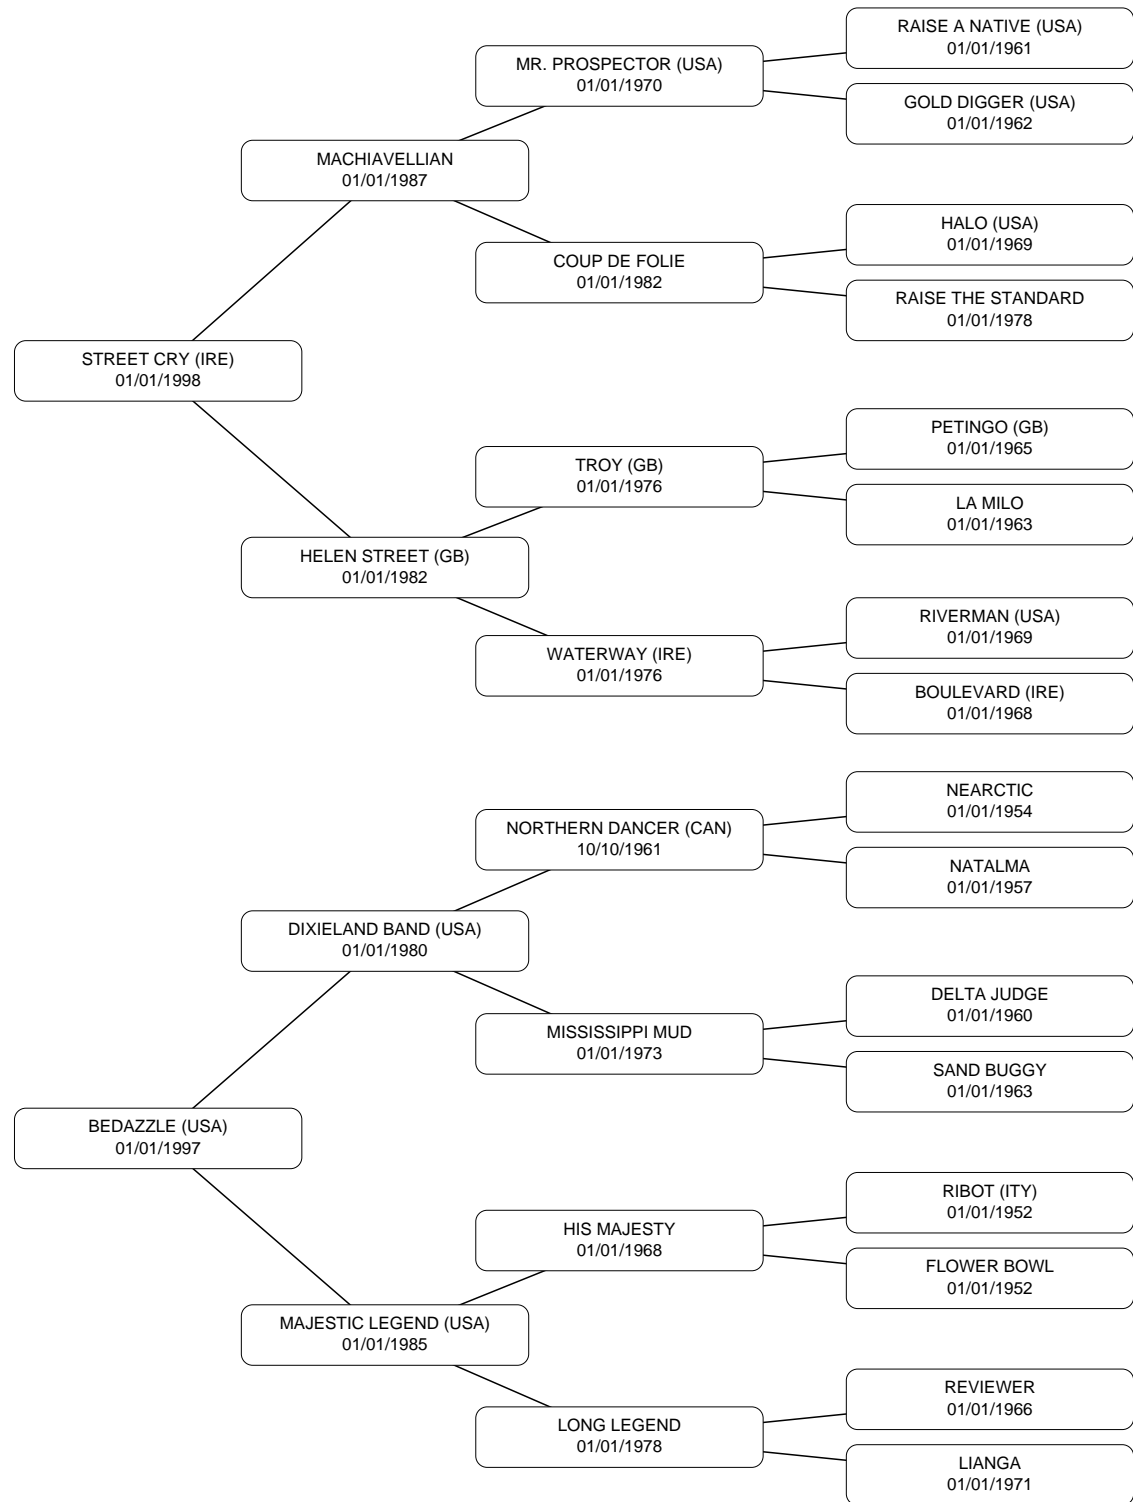 RAISE A NATIVE (USA)
01/01/1961
MR. PROSPECTOR (USA)
01/01/1970
GOLD DIGGER (USA)
01/01/1962
MACHIAVELLIAN
01/01/1987
HALO (USA)
01/01/1969
COUP DE FOLIE
01/01/1982
RAISE THE STANDARD
01/01/1978
STREET CRY (IRE)
01/01/1998
PETINGO (GB)
01/01/1965
TROY (GB)
01/01/1976
LA MILO
01/01/1963
HELEN STREET (GB)
01/01/1982
RIVERMAN (USA)
01/01/1969
WATERWAY (IRE)
01/01/1976
BOULEVARD (IRE)
01/01/1968
NEARCTIC
01/01/1954
NORTHERN DANCER (CAN)
10/10/1961
NATALMA
01/01/1957
DIXIELAND BAND (USA)
01/01/1980
DELTA JUDGE
01/01/1960
MISSISSIPPI MUD
01/01/1973
SAND BUGGY
01/01/1963
BEDAZZLE (USA)
01/01/1997
RIBOT (ITY)
01/01/1952
HIS MAJESTY
01/01/1968
FLOWER BOWL
01/01/1952
MAJESTIC LEGEND (USA)
01/01/1985
REVIEWER
01/01/1966
LONG LEGEND
01/01/1978
LIANGA
01/01/1971